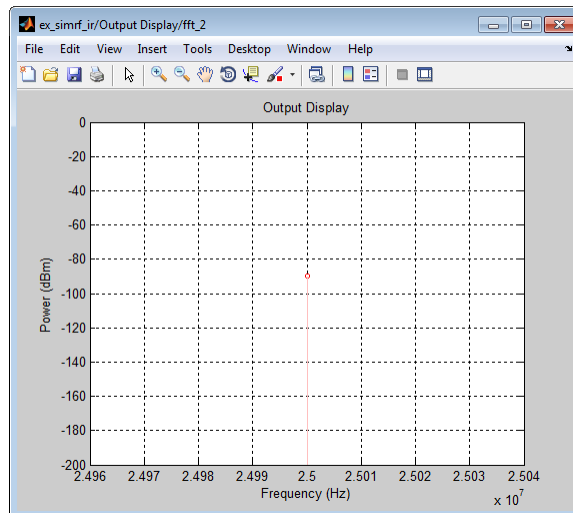 ex_simrf_ir/Output Display/fft_2
File Edit View Insert Tools Desktop Window Help
Output Display
0
-20
-40
-60
-80
-100
-120
-140
-160
-180
-200
Power (dBm)
2.496 2.497 2.498 2.499 2.5 2.501 2.502 2.503 2.504
Frequency (Hz)
x 10^7